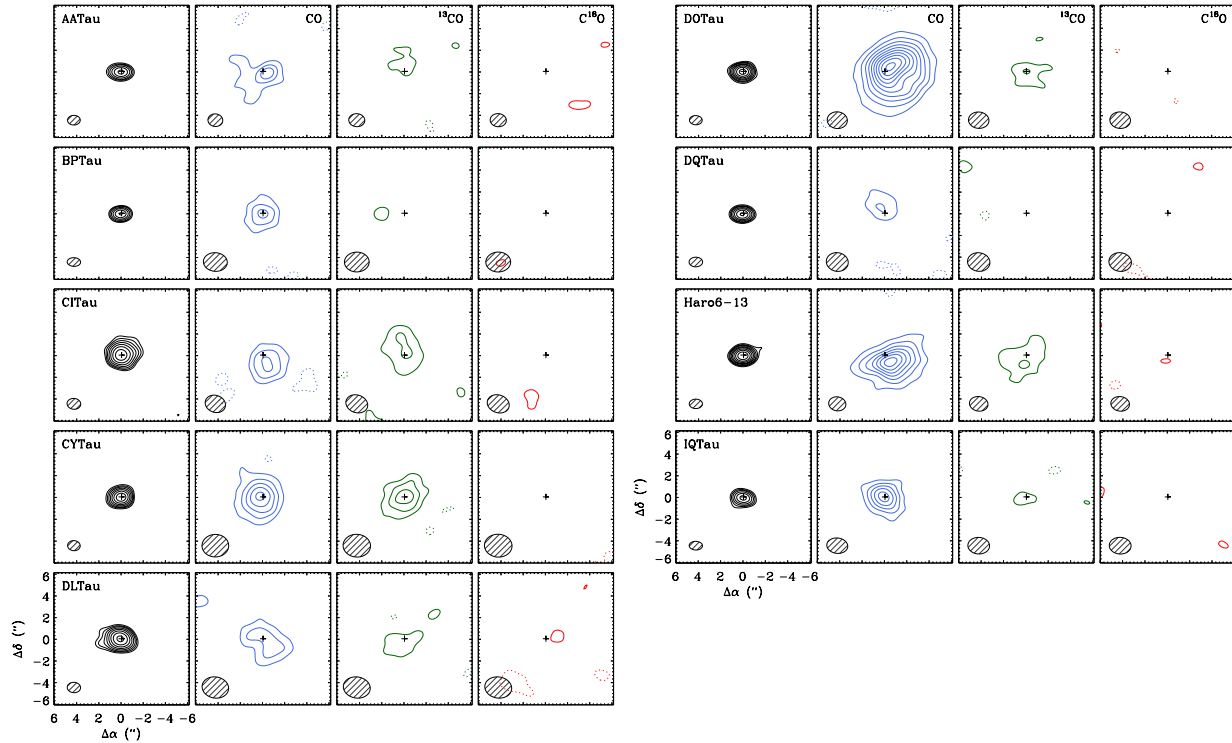 AATau CO ¹³CO C¹⁸O
BPTau
CITau
CYTau
DLTau
6
4
2
0
−2
−4
−6
Δδ (")
6 4 2 0 −2 −4 −6
Δα (")
DOTau CO ¹³CO C¹⁸O
DQTau
Haro6−13
IQTau
6
4
2
0
−2
−4
−6
Δδ (")
6 4 2 0 −2 −4 −6
Δα (")